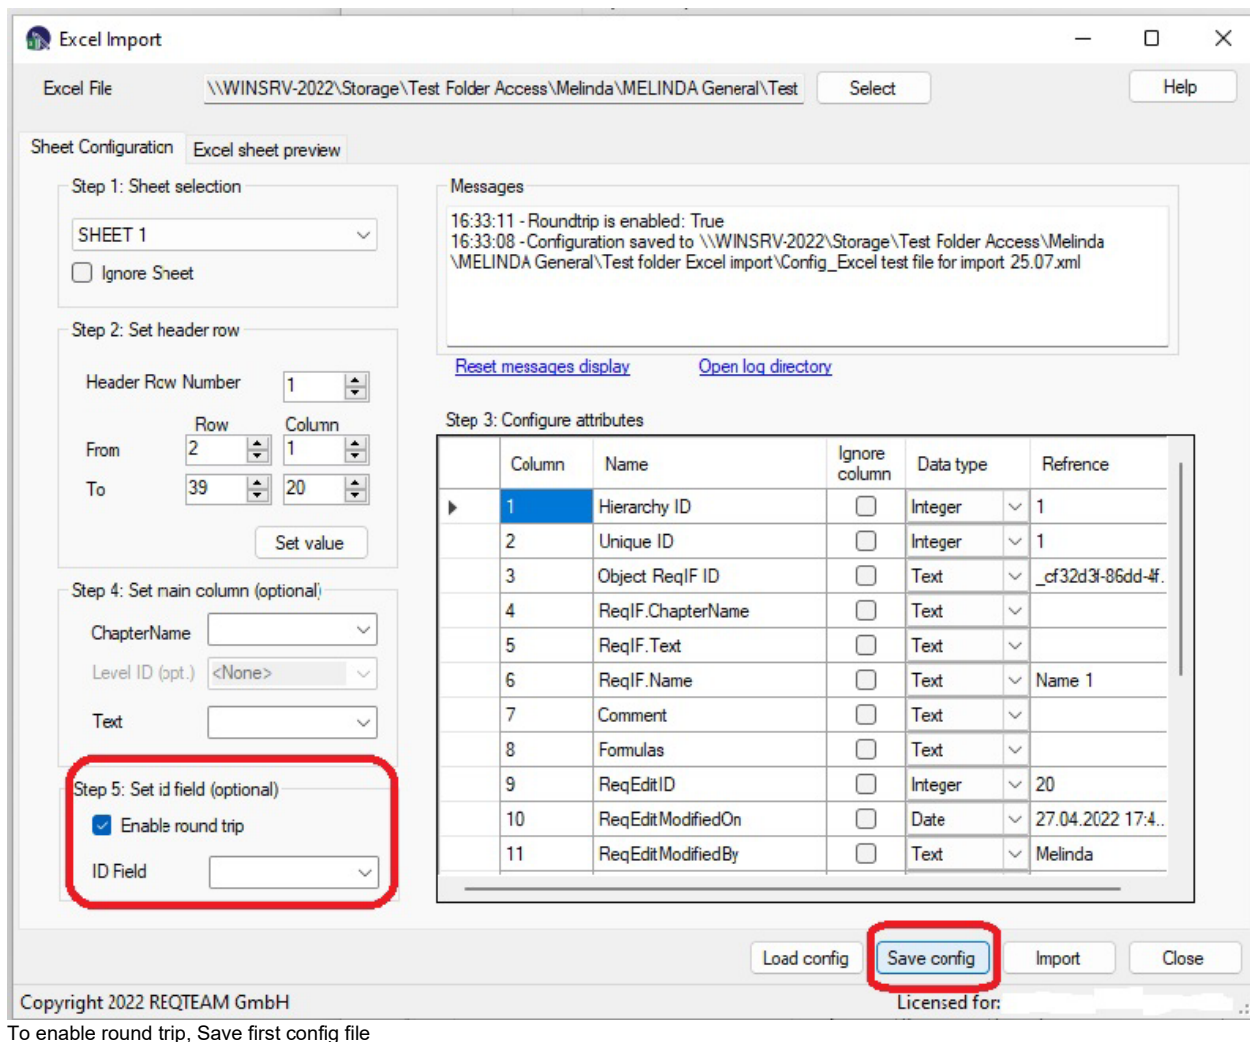 Excel Import
Excel File \\WINSRV-2022\Storage\Test Folder Access\Melinda\MELINDA General\Test Select Help
Sheet Configuration Excel sheet preview
Step 1: Sheet selection
SHEET 1
Ignore Sheet
Messages
16:33:11 - Roundtrip is enabled: True
16:33:08 - Configuration saved to \\WINSRV-2022\Storage\Test Folder Access\Melinda
\MELINDA General\Test folder Excel import\Config_Excel test file for import 25.07.xml
Reset messages display Open log directory
Step 2: Set header row
Header Row Number 1
Row Column
From 2 1
To 39 20
Set value
Step 3: Configure attributes
Column Name Ignore column Data type Refrence
1 Hierarchy ID Integer 1
2 Unique ID Integer 1
3 Object ReqIF ID Text _cf32d3f-86dd-4f.
4 ReqIF.ChapterName Text
5 ReqIF.Text Text
6 ReqIF.Name Text Name 1
7 Comment Text
8 Formulas Text
9 ReqEditID Integer 20
10 ReqEditModifiedOn Date 27.04.2022 17:4..
11 ReqEditModifiedBy Text Melinda
Step 4: Set main column (optional)
ChapterName
Level ID (opt.) <None>
Text
Step 5: Set id field (optional)
Enable round trip
ID Field
Load config Save config Import Close
Copyright 2022 REQTEAM GmbH Licensed for:
To enable round trip, Save first config file